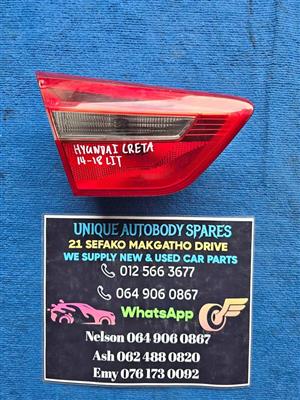 HYUNDAI CRETA
14-18 LIT
UNIQUE AUTOBODY SPARES
21 SEFAKO MAKGATHO DRIVE
WE SUPPLY NEW & USED CAR PARTS
012 566 3677
064 906 0867
WhatsApp
Nelson 064 906 0867
Ash 062 488 0820
Emy 076 173 0092